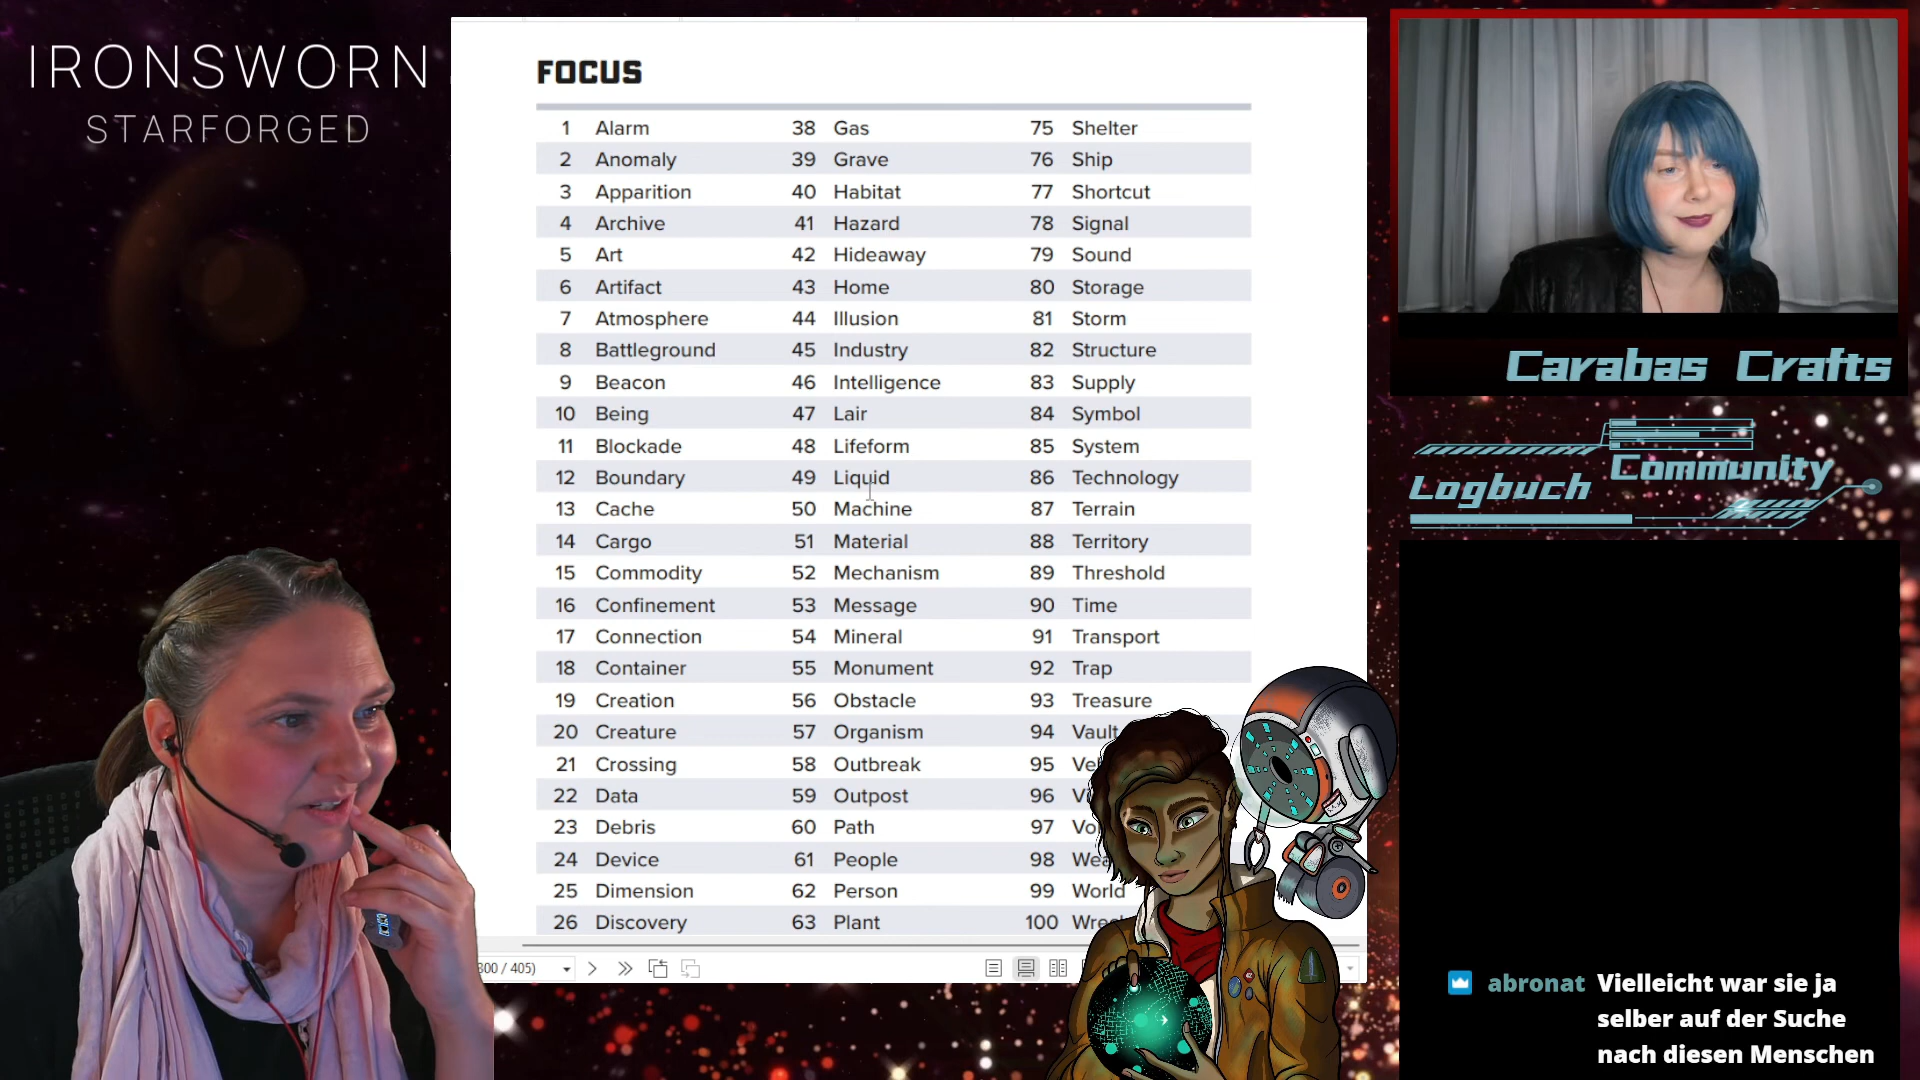 IRONSWORN
STARFORGED
FOCUS
1 Alarm 38 Gas 75 Shelter
2 Anomaly 39 Grave 76 Ship
3 Apparition 40 Habitat 77 Shortcut
4 Archive 41 Hazard 78 Signal
5 Art 42 Hideaway 79 Sound
6 Artifact 43 Home 80 Storage
7 Atmosphere 44 Illusion 81 Storm
8 Battleground 45 Industry 82 Structure
9 Beacon 46 Intelligence 83 Supply
10 Being 47 Lair 84 Symbol
11 Blockade 48 Lifeform 85 System
12 Boundary 49 Liquid 86 Technology
13 Cache 50 Machine 87 Terrain
14 Cargo 51 Material 88 Territory
15 Commodity 52 Mechanism 89 Threshold
16 Confinement 53 Message 90 Time
17 Connection 54 Mineral 91 Transport
18 Container 55 Monument 92 Trap
19 Creation 56 Obstacle 93 Treasure
20 Creature 57 Organism 94 Vault
21 Crossing 58 Outbreak 95
22 Data 59 Outpost 96
23 Debris 60 Path 97
24 Device 61 People 98
25 Dimension 62 Person 99 World
26 Discovery 63 Plant 100
/ 405)
Carabas Crafts
Logbuch Community
abronat Vielleicht war sie ja
selber auf der Suche
nach diesen Menschen